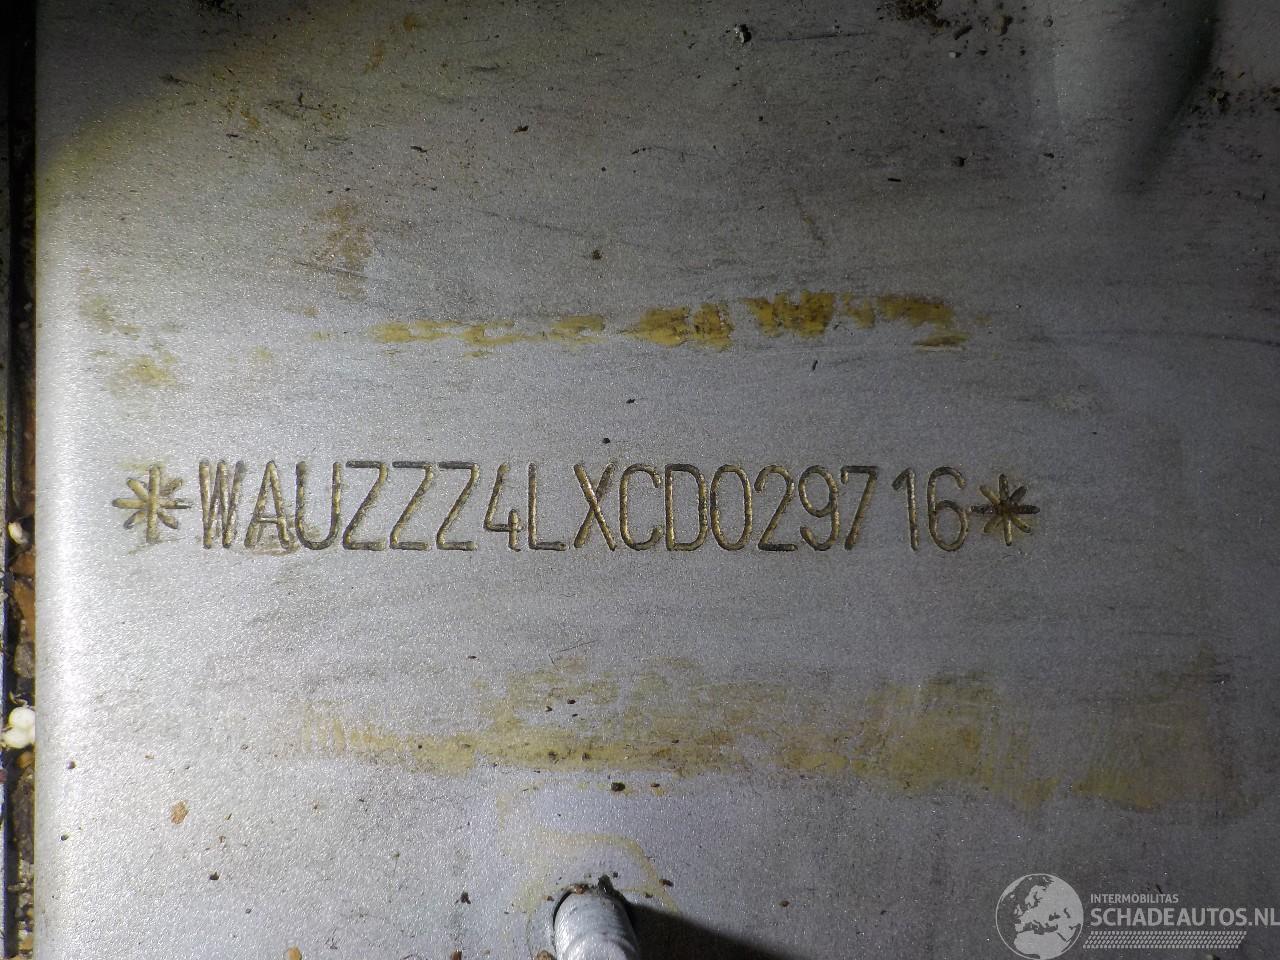 *WAUZZZ4LXCD029716*
INTERMOBILITAS
SCHADEAUTOS.NL